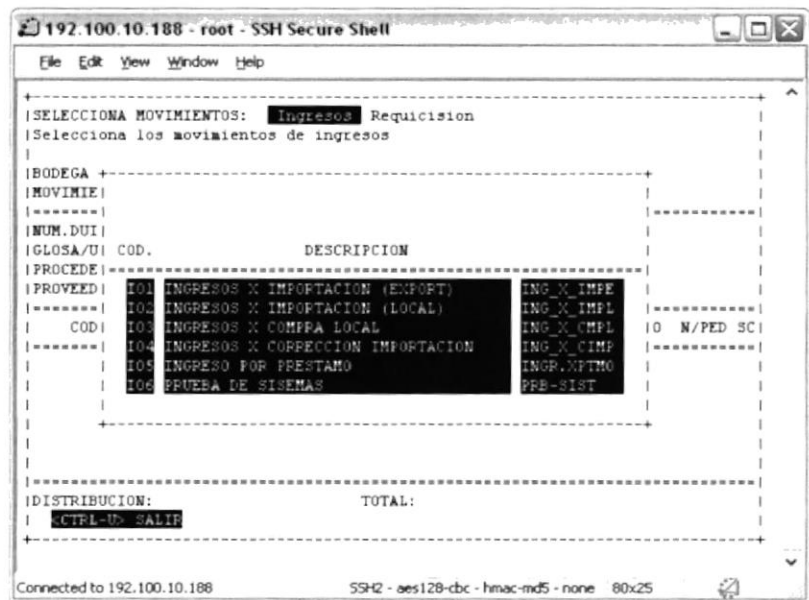 192.100.10.188 - root - SSH Secure Shell
File Edit View Window Help
SELECCIONA MOVIMIENTOS: Ingresos Requicision
Selecciona los movimientos de ingresos
BODEGA
MOVIMIE
NUM.DUI
GLOSA/U COD. DESCRIPCION
PROCEDE
PROVEED I01 INGRESOS X IMPORTACION (EXPORT) ING_X_IMPE
I02 INGRESOS X IMPORTACION (LOCAL) ING_X_IMPL
COD I03 INGRESOS X COMPRA LOCAL ING_X_CMPL O N/PED SC
I04 INGRESOS X CORRECCION IMPORTACION ING_X_CIMP
I05 INGRESO POR PRESTAMO INGR.XPTMO
I06 PRUEBA DE SISEMAS PRB-SIST
DISTRIBUCION: TOTAL:
<CTRL-U> SALIR
Connected to 192.100.10.188 SSH2 - aes128-cbc - hmac-md5 - none 80x25